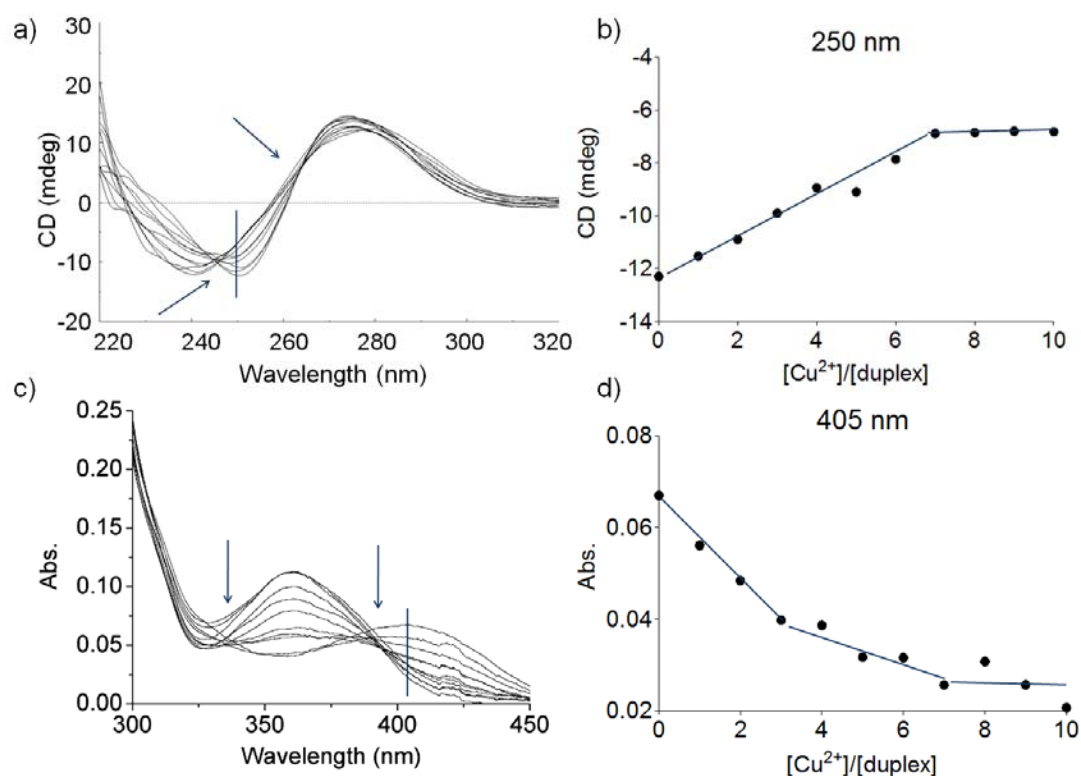 a)
30
20
10
0
-10
-20
CD (mdeg)
220 240 260 280 300 320
Wavelength (nm)
b)
250 nm
-4
-6
-8
-10
-12
-14
CD (mdeg)
0 2 4 6 8 10
[Cu²⁺]/[duplex]
c)
0.25
0.20
0.15
0.10
0.05
0.00
Abs.
300 350 400 450
Wavelength (nm)
d)
405 nm
0.08
0.06
0.04
0.02
Abs.
0 2 4 6 8 10
[Cu²⁺]/[duplex]